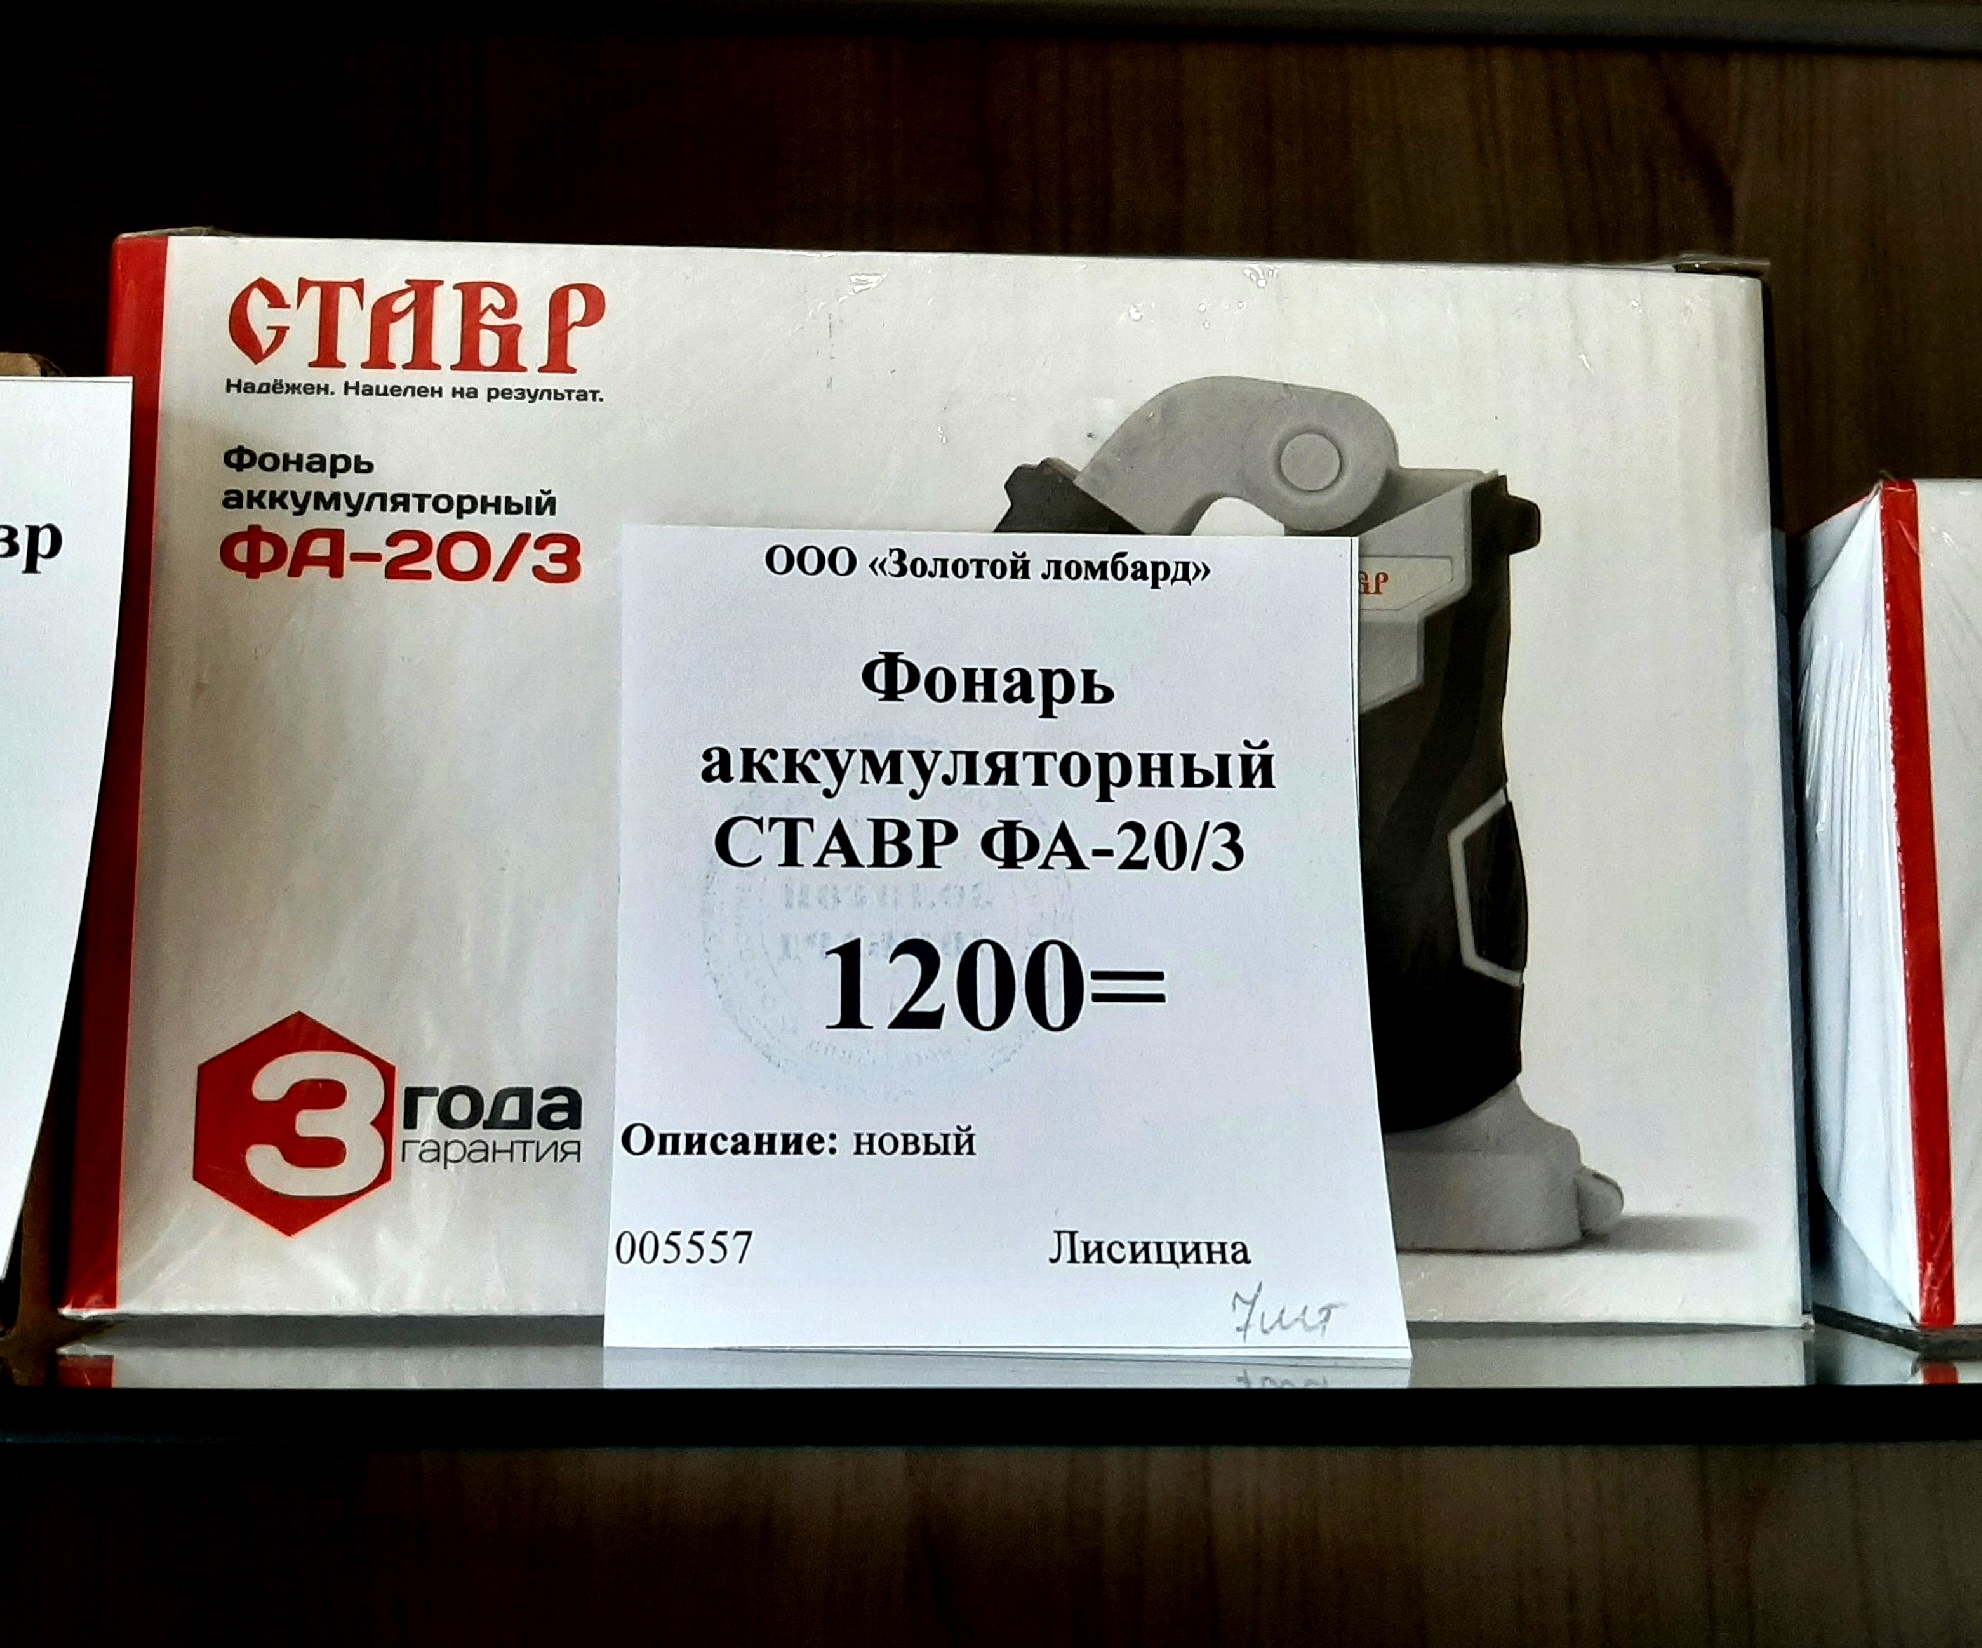 СТАВР
Надёжен. Нацелен на результат.
Фонарь
аккумуляторный
ФА-20/3
3 года
гарантия
ООО «Золотой ломбард»
Фонарь
аккумуляторный
СТАВР ФА-20/3
1200=
Описание: новый
005557 Лисицина
7шт